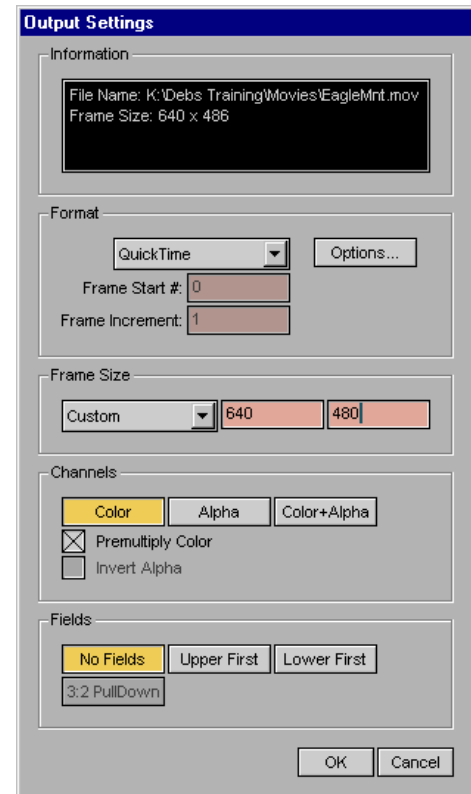 Output Settings
Information
File Name: K:\Debs Training\Movies\EagleMnt.mov
Frame Size: 640 x 486
Format
QuickTime
Options...
Frame Start #: 0
Frame Increment: 1
Frame Size
Custom 640 480
Channels
Color Alpha Color+Alpha
Premultiply Color
Invert Alpha
Fields
No Fields Upper First Lower First
3:2 PullDown
OK Cancel